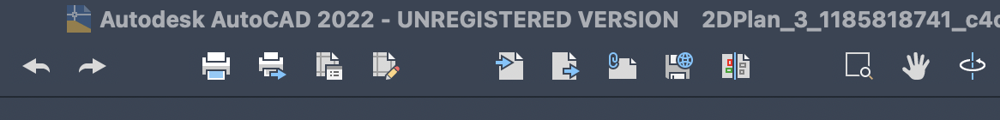 Autodesk AutoCAD 2022 - UNREGISTERED VERSION 2DPlan_3_1185818741_c4c